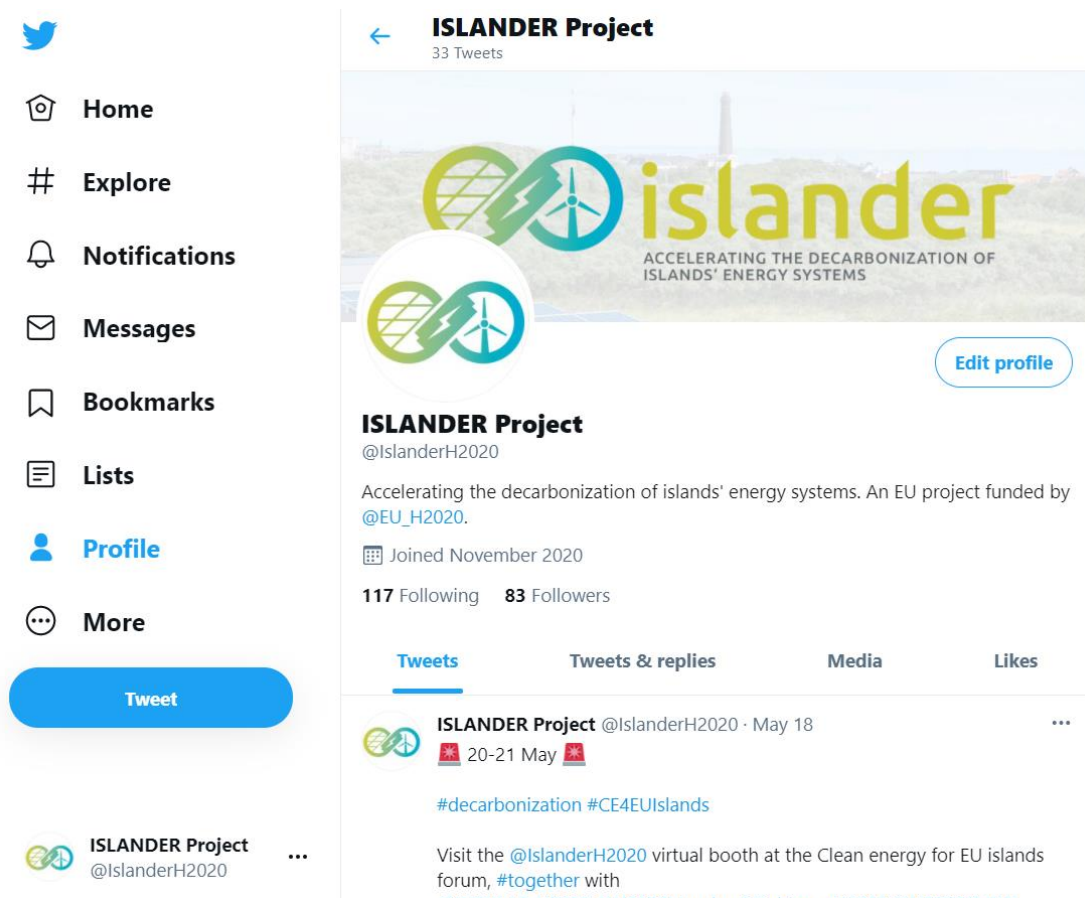 Home
Explore
Notifications
Messages
Bookmarks
Lists
Profile
More
Tweet
ISLANDER Project
@IslanderH2020
ISLANDER Project
33 Tweets
islander
ACCELERATING THE DECARBONIZATION OF
ISLANDS' ENERGY SYSTEMS
Edit profile
ISLANDER Project
@IslanderH2020
Accelerating the decarbonization of islands' energy systems. An EU project funded by
@EU_H2020.
Joined November 2020
117 Following 83 Followers
Tweets Tweets & replies Media Likes
ISLANDER Project @IslanderH2020 · May 18
🚨 20-21 May 🚨
#decarbonization #CE4EUIslands
Visit the @IslanderH2020 virtual booth at the Clean energy for EU islands
forum, #together with